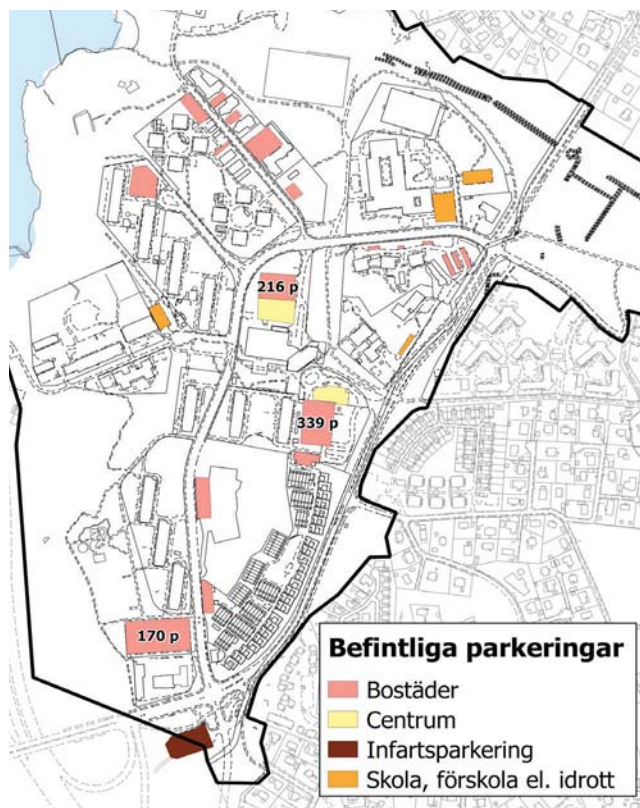 216 p
339 p
170 p
Befintliga parkeringar
Bostäder
Centrum
Infartsparkering
Skola, förskola el. idrott